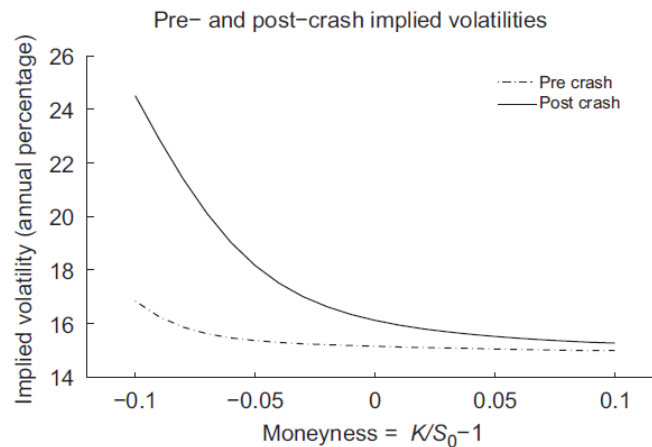 Pre− and post−crash implied volatilities
Implied volatility (annual percentage)
26
24
22
20
18
16
14
Pre crash
Post crash
−0.1
−0.05
0
0.05
0.1
Moneyness = K/S₀−1